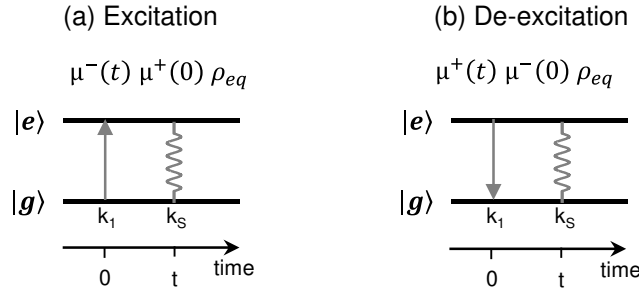 (a) Excitation
μ⁻(t) μ⁺(0) ρ_eq
|e⟩
|g⟩
k₁ k_S
time
0 t
(b) De-excitation
μ⁺(t) μ⁻(0) ρ_eq
|e⟩
|g⟩
k₁ k_S
time
0 t